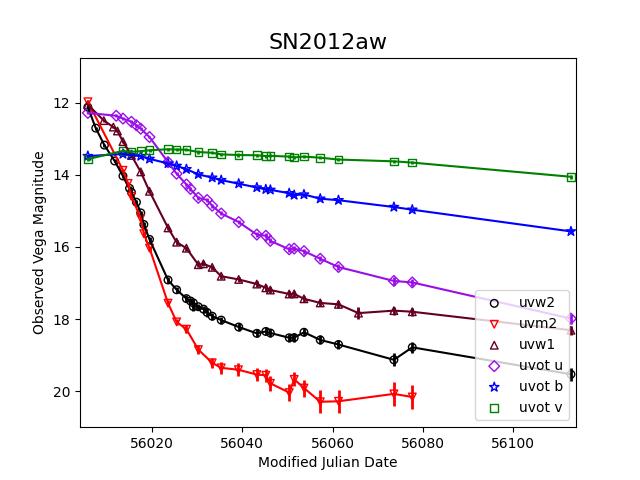 SN2012aw
Observed Vega Magnitude
12
14
16
18
20
uvw2
uvm2
uvw1
uvot u
uvot b
uvot v
56020 56040 56060 56080 56100
Modified Julian Date